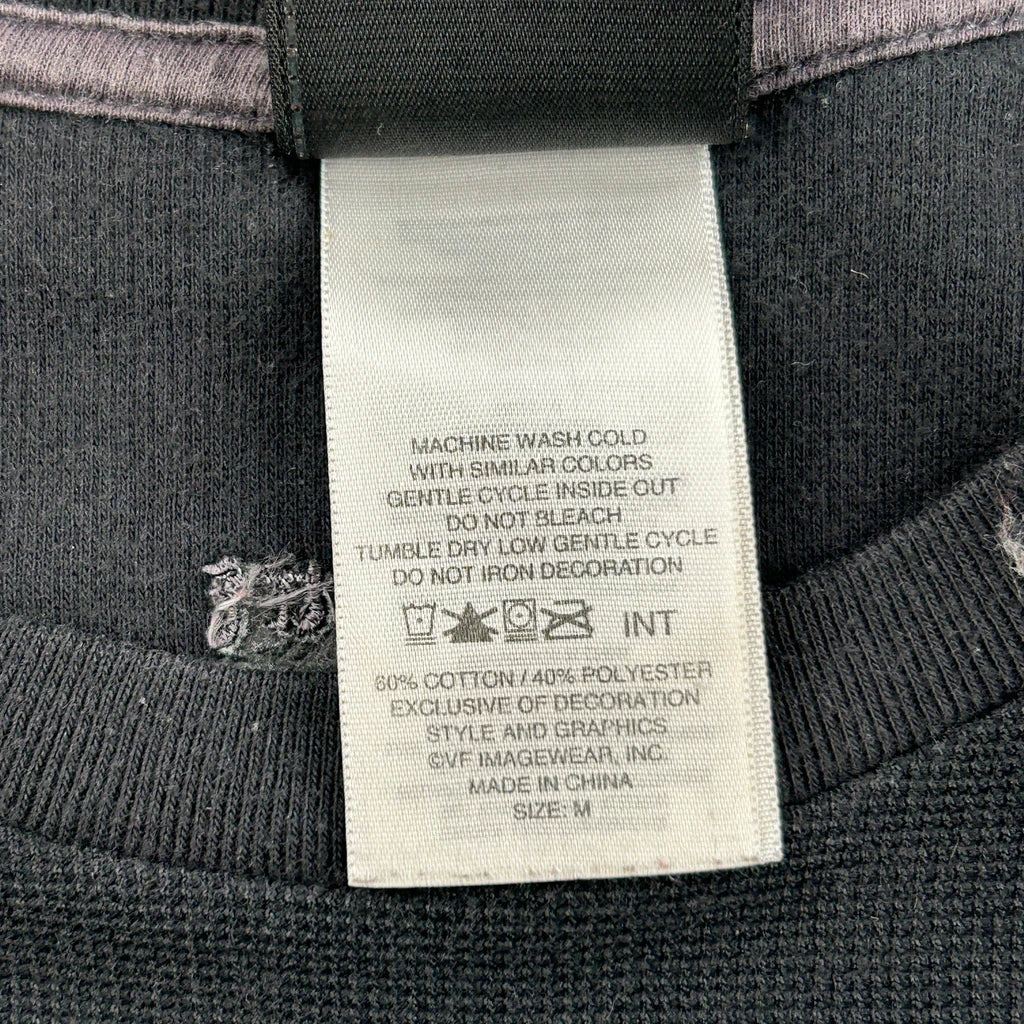 MACHINE WASH COLD
WITH SIMILAR COLORS
GENTLE CYCLE INSIDE OUT
DO NOT BLEACH
TUMBLE DRY LOW GENTLE CYCLE
DO NOT IRON DECORATION
INT
60% COTTON / 40% POLYESTER
EXCLUSIVE OF DECORATION
STYLE AND GRAPHICS
©VF IMAGEWEAR, INC.
MADE IN CHINA
SIZE: M